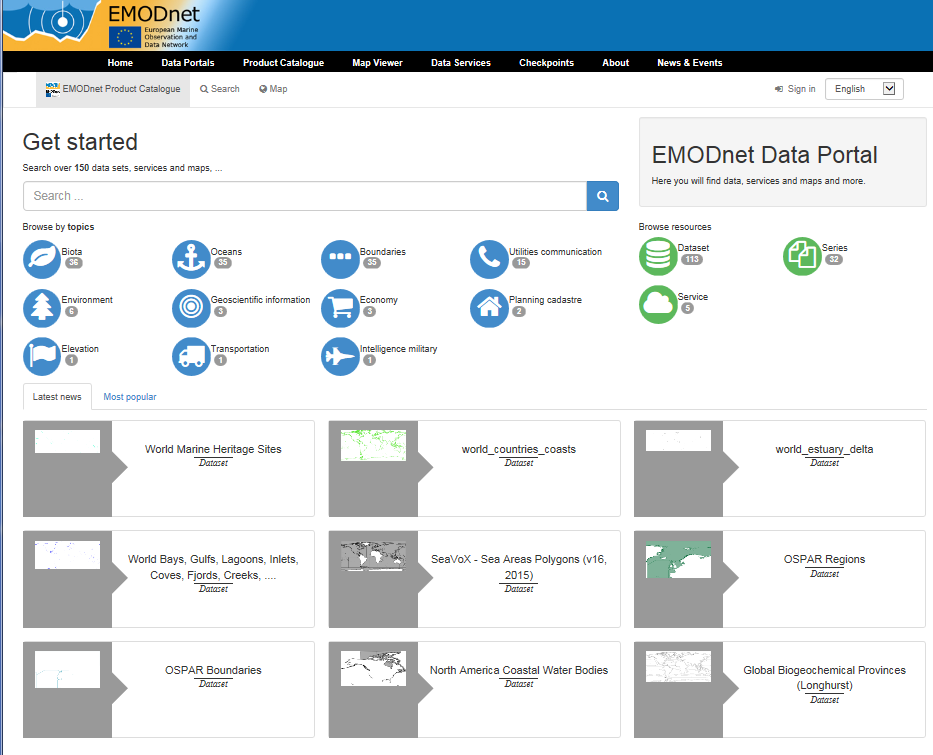 EMODnet
European Marine
Observation and
Data Network
Home Data Portals Product Catalogue Map Viewer Data Services Checkpoints About News & Events
EMODnet Product Catalogue Search Map Sign in English
Get started
Search over 150 data sets, services and maps, ...
Search ...
EMODnet Data Portal
Here you will find data, services and maps and more.
Browse by topics
Biota
36
Oceans
35
Boundaries
35
Utilities communication
15
Environment
6
Geoscientific information
3
Economy
3
Planning cadastre
2
Elevation
1
Transportation
1
Intelligence military
1
Browse resources
Dataset
113
Series
32
Service
5
Latest news Most popular
World Marine Heritage Sites
Dataset
world_countries_coasts
Dataset
world_estuary_delta
Dataset
World Bays, Gulfs, Lagoons, Inlets,
Coves, Fjords, Creeks, ....
Dataset
SeaVoX - Sea Areas Polygons (v16,
2015)
Dataset
OSPAR Regions
Dataset
OSPAR Boundaries
Dataset
North America Coastal Water Bodies
Dataset
Global Biogeochemical Provinces
(Longhurst)
Dataset